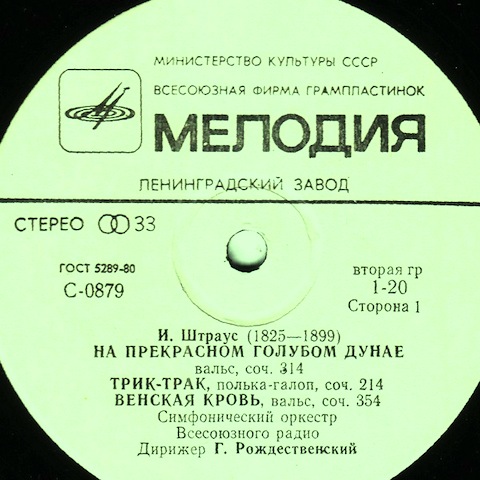 МИНИСТЕРСТВО КУЛЬТУРЫ СССР
ВСЕСОЮЗНАЯ ФИРМА ГРАМПЛАСТИНОК
МЕЛОДИЯ
ЛЕНИНГРАДСКИЙ ЗАВОД
СТЕРЕО 33
ГОСТ 5289-80
С-0879
вторая гр
1-20
Сторона 1
И. Штраус (1825—1899)
НА ПРЕКРАСНОМ ГОЛУБОМ ДУНАЕ
вальс, соч. 314
ТРИК-ТРАК, полька-галоп, соч. 214
ВЕНСКАЯ КРОВЬ, вальс, соч. 354
Симфонический оркестр
Всесоюзного радио
Дирижер Г. Рождественский